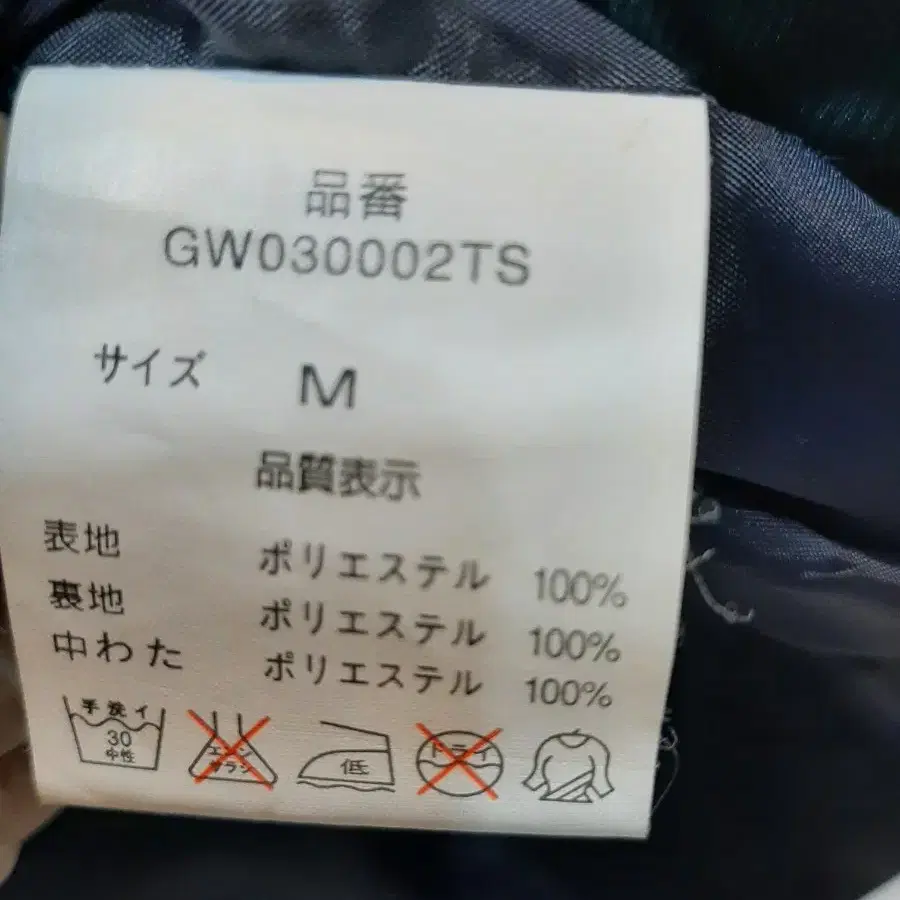 品番
GW030002TS
サイズ M
品質表示
表地 ポリエステル 100%
裏地 ポリエステル 100%
中わた ポリエステル 100%
手洗イ
30
中性
エンソ
サラシ
低
ドライ